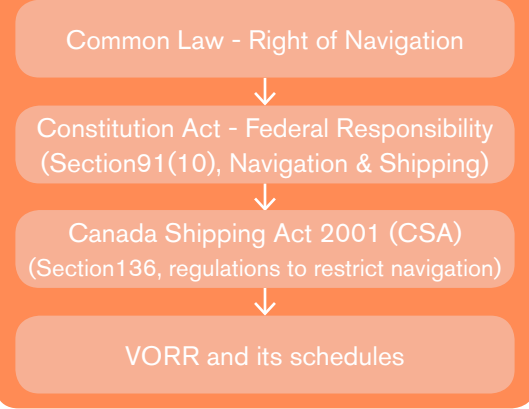 Common Law - Right of Navigation
Constitution Act - Federal Responsibility
(Section91(10), Navigation & Shipping)
Canada Shipping Act 2001 (CSA)
(Section136, regulations to restrict navigation)
VORR and its schedules